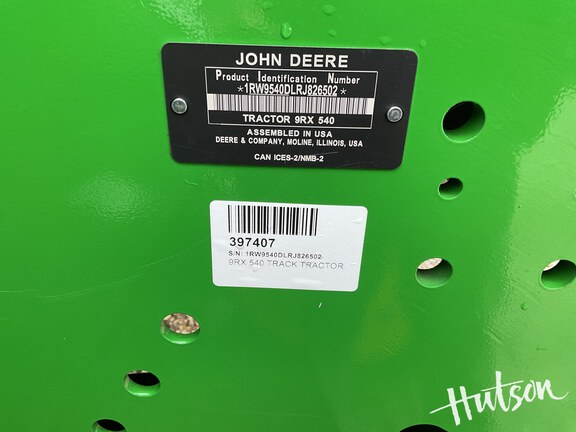 JOHN DEERE
Product Identification Number
*1RW9540DLRJ826502*
TRACTOR 9RX 540
ASSEMBLED IN USA
DEERE & COMPANY, MOLINE, ILLINOIS, USA
CAN ICES-2/NMB-2
397407
S/N: 1RW9540DLRJ826502
9RX 540 TRACK TRACTOR
Hutson